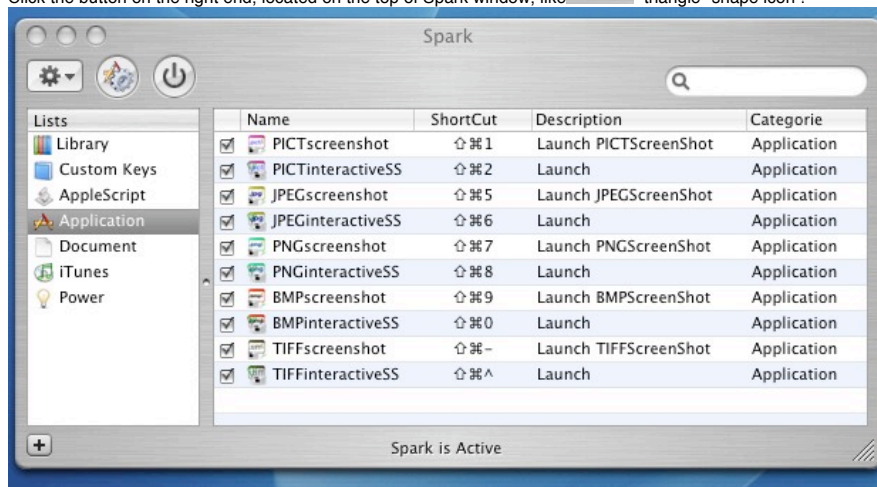 Click the button on the right end, located on the top of Spark window, like "triangle" shape icon .
Spark
Lists
Name ShortCut Description Categorie
Library
Custom Keys
AppleScript
Application
Document
iTunes
Power
PICTscreenshot ⇧⌘1 Launch PICTScreenShot Application
PICTinteractiveSS ⇧⌘2 Launch Application
JPEGscreenshot ⇧⌘5 Launch JPEGScreenShot Application
JPEGinteractiveSS ⇧⌘6 Launch Application
PNGscreenshot ⇧⌘7 Launch PNGScreenShot Application
PNGinteractiveSS ⇧⌘8 Launch Application
BMPscreenshot ⇧⌘9 Launch BMPScreenShot Application
BMPinteractiveSS ⇧⌘0 Launch Application
TIFFscreenshot ⇧⌘- Launch TIFFScreenShot Application
TIFFinteractiveSS ⇧⌘^ Launch Application
Spark is Active